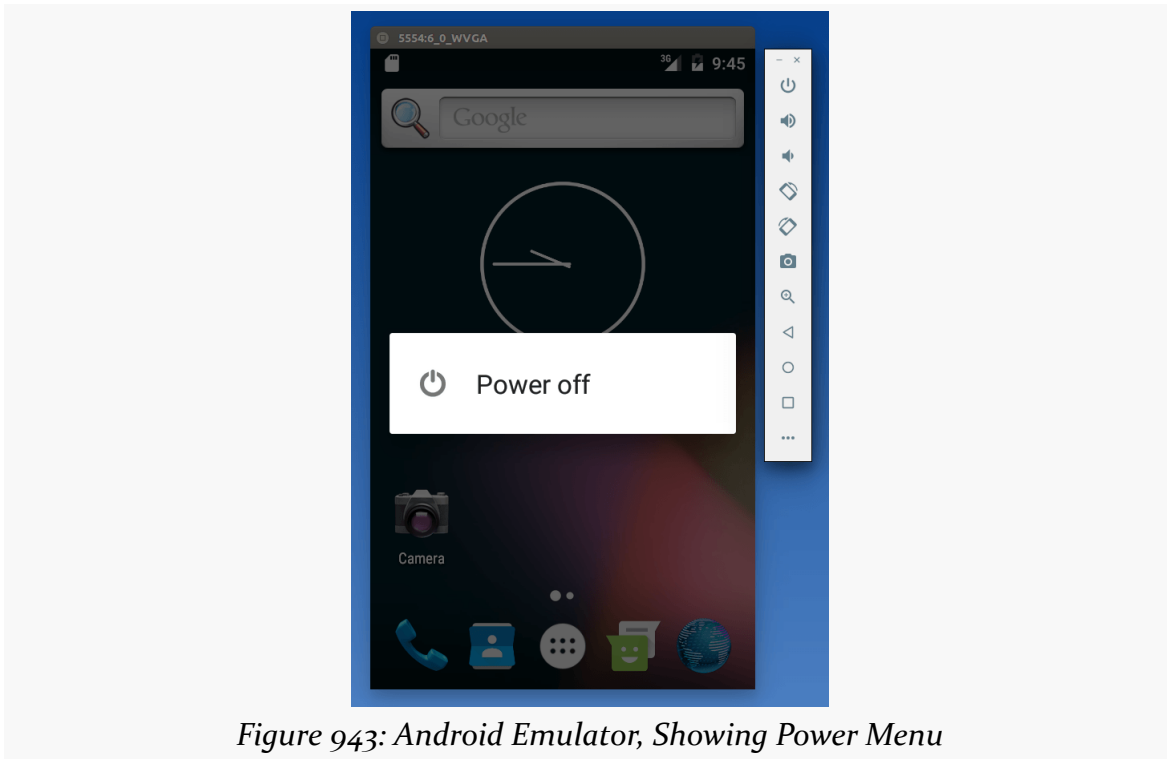 5554:6_0_WVGA
3G 9:45
Google
Power off
Camera
Figure 943: Android Emulator, Showing Power Menu